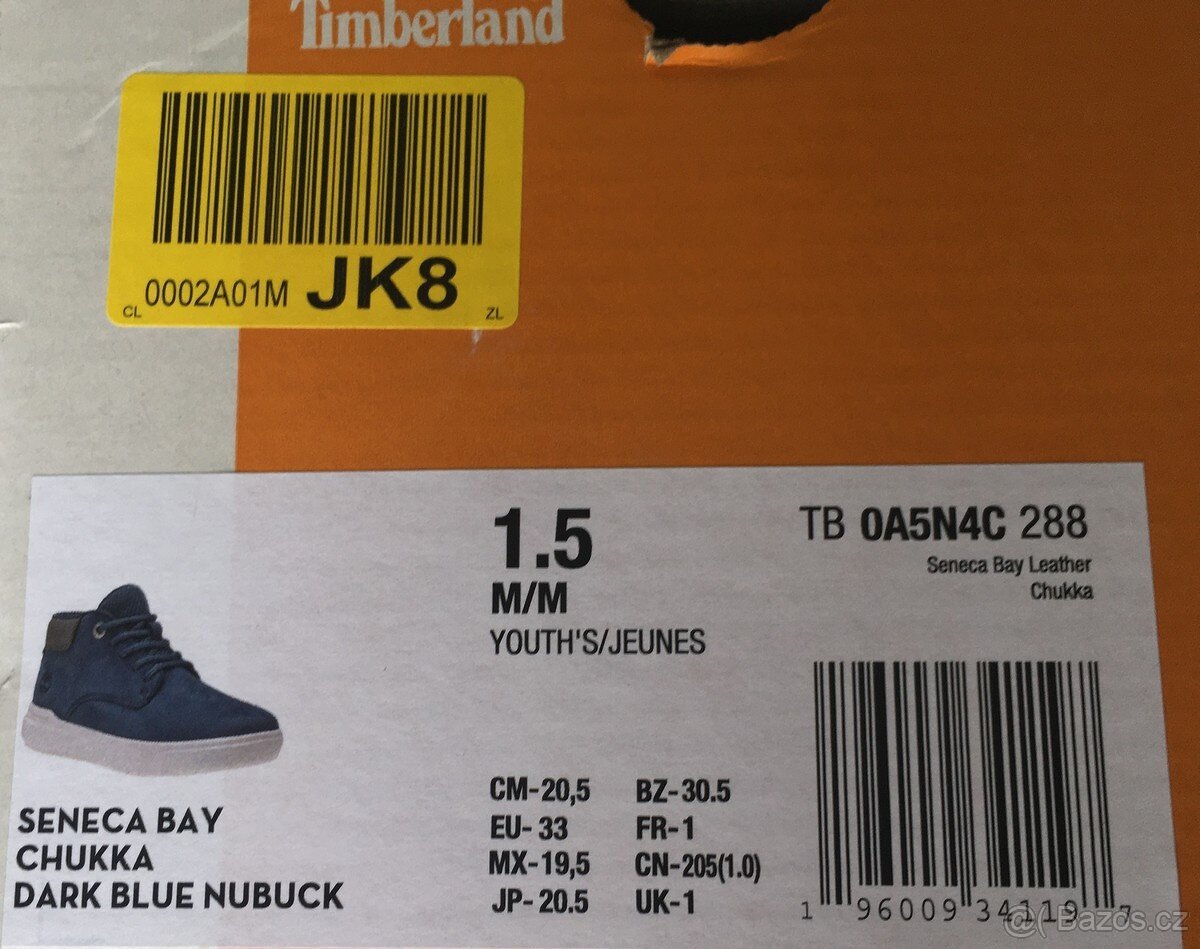 Timberland
CL 0002A01M JK8 ZL
1.5
M/M
YOUTH'S/JEUNES
TB 0A5N4C 288
Seneca Bay Leather
Chukka
SENECA BAY
CHUKKA
DARK BLUE NUBUCK
CM-20,5 BZ-30.5
EU- 33 FR-1
MX-19,5 CN-205(1.0)
JP- 20.5 UK-1
1 96009 34119 7
@( Bazos.cz